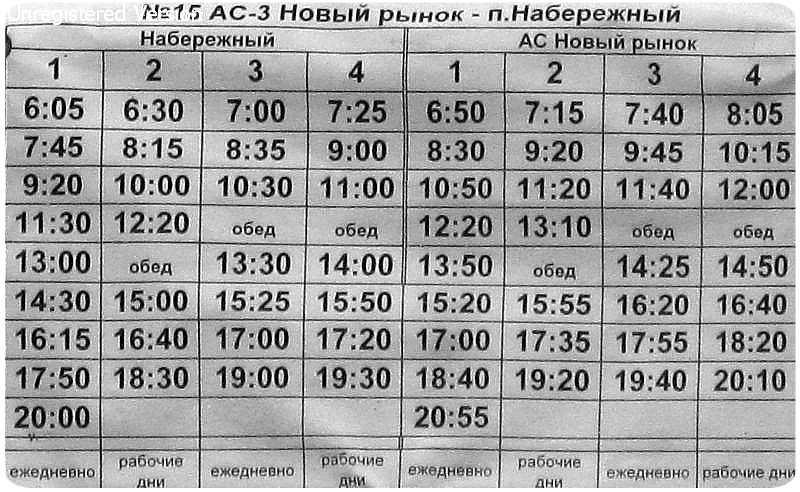 Unregistered Version
№15 АС-3 Новый рынок - п.Набережный
Набережный АС Новый рынок
1 2 3 4 1 2 3 4
6:05 6:30 7:00 7:25 6:50 7:15 7:40 8:05
7:45 8:15 8:35 9:00 8:30 9:20 9:45 10:15
9:20 10:00 10:30 11:00 10:50 11:20 11:40 12:00
11:30 12:20 обед обед 12:20 13:10 обед обед
13:00 обед 13:30 14:00 13:50 обед 14:25 14:50
14:30 15:00 15:25 15:50 15:20 15:55 16:20 16:40
16:15 16:40 17:00 17:20 17:00 17:35 17:55 18:20
17:50 18:30 19:00 19:30 18:40 19:20 19:40 20:10
20:00 20:55
ежедневно рабочие дни ежедневно рабочие дни ежедневно рабочие дни ежедневно рабочие дни